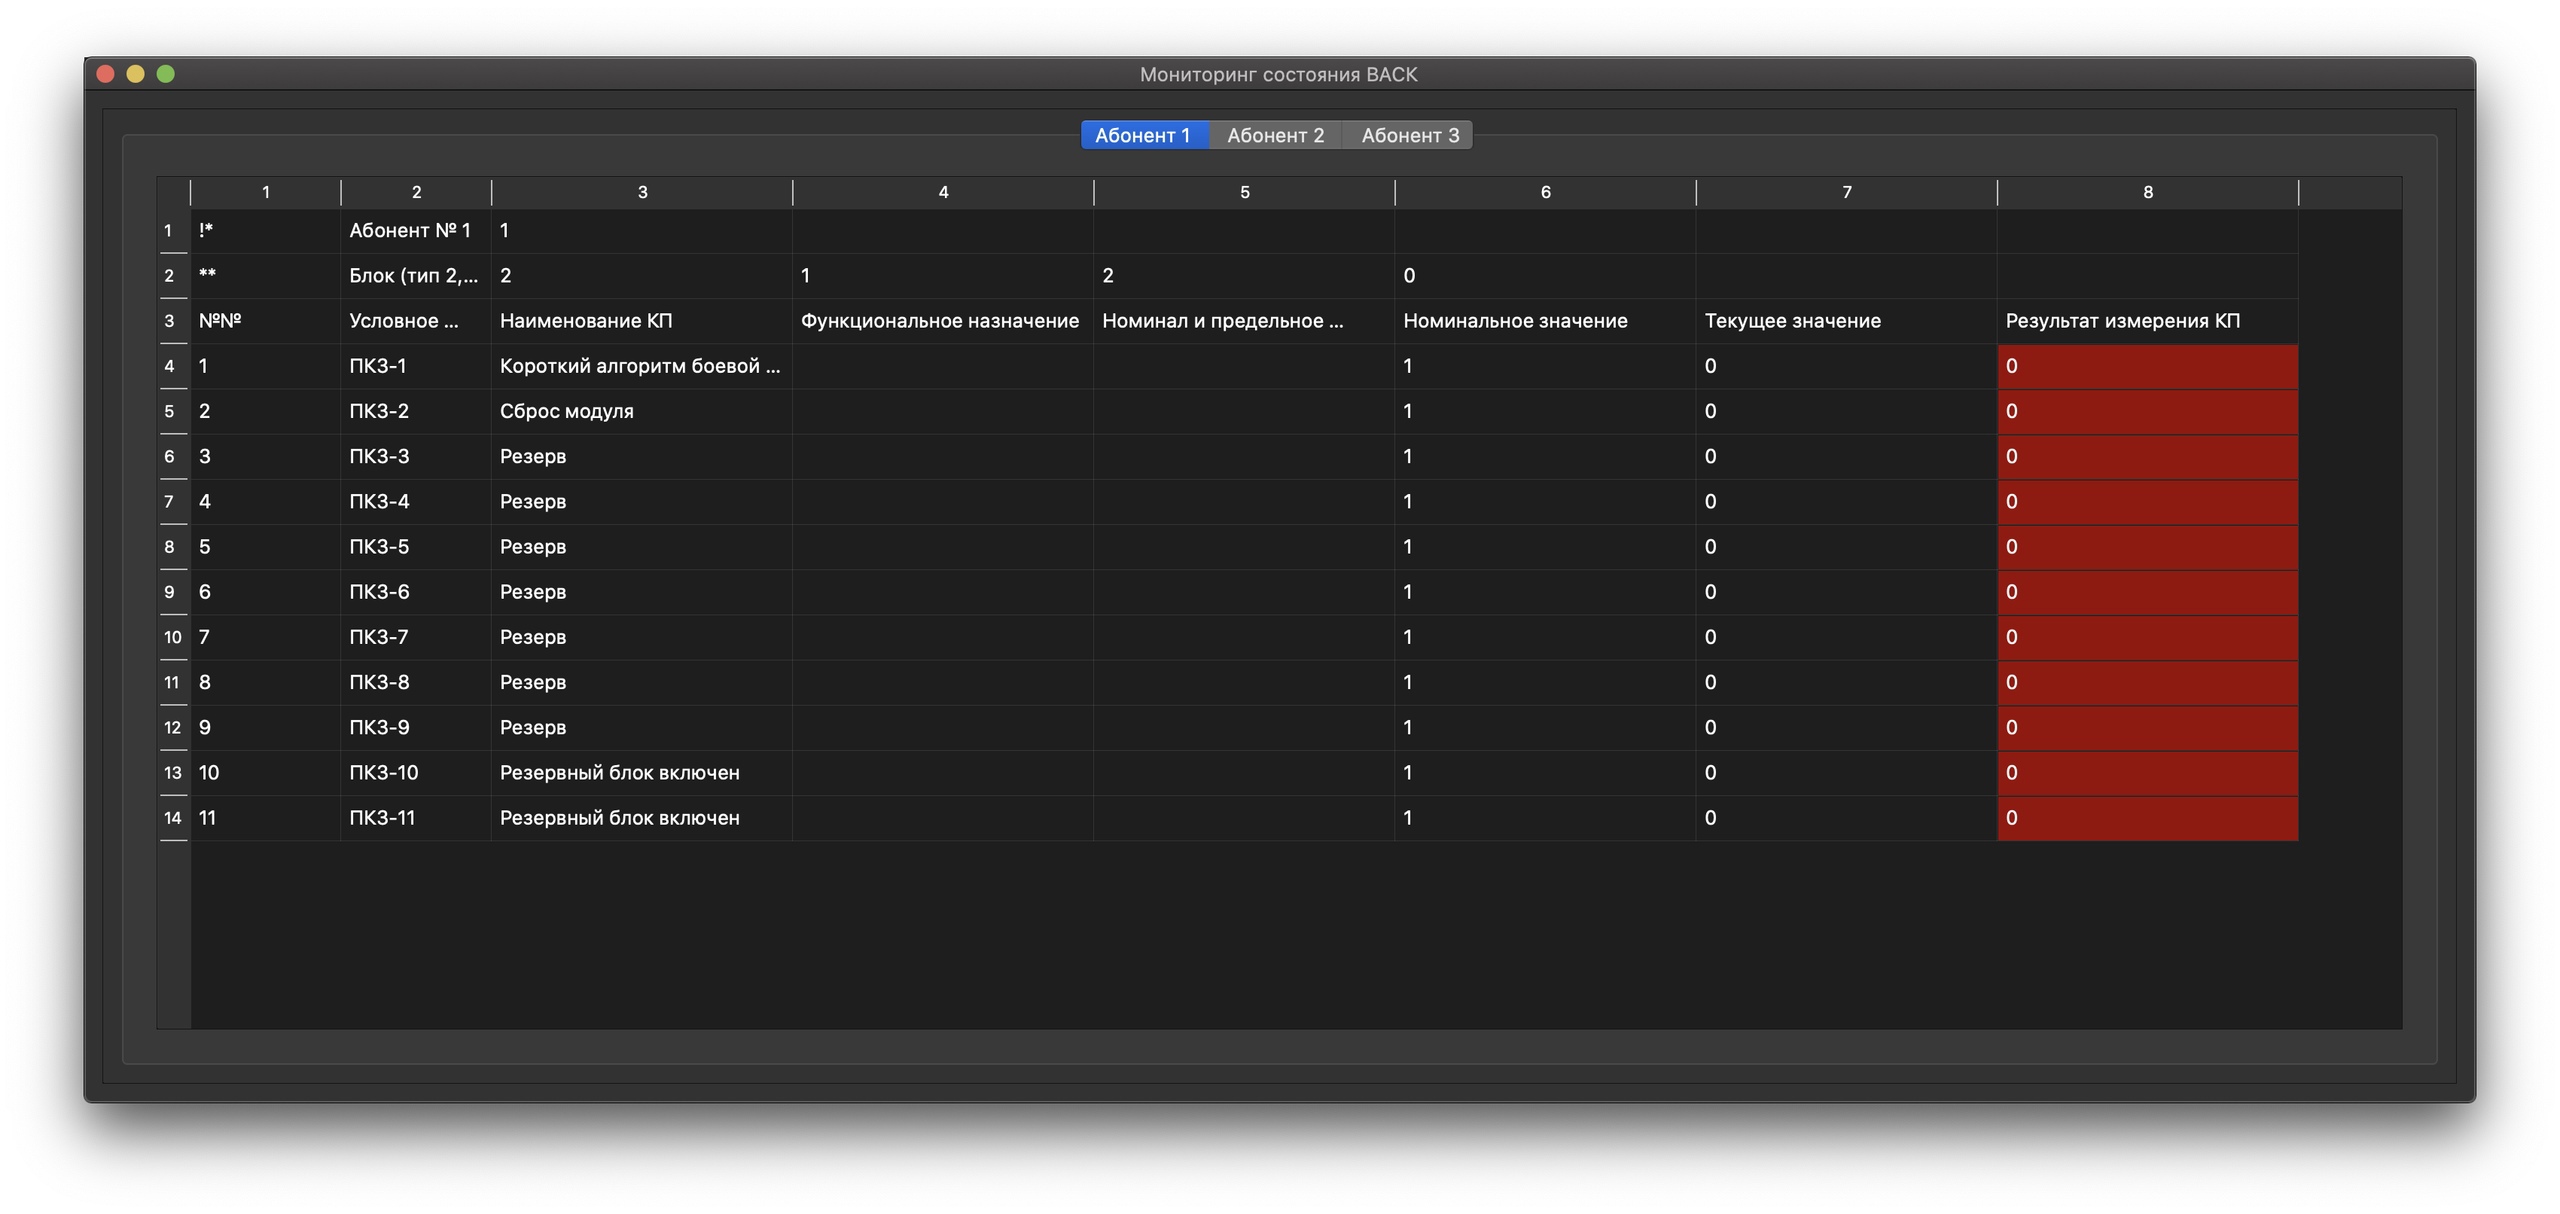 Мониторинг состояния ВАСК
Абонент 1 Абонент 2 Абонент 3
1 2 3 4 5 6 7 8
1 !* Абонент № 1 1
2 ** Блок (тип 2,... 2 1 2 0
3 №№ Условное ... Наименование КП Функциональное назначение Номинал и предельное ... Номинальное значение Текущее значение Результат измерения КП
4 1 ПКЗ-1 Короткий алгоритм боевой ... 1 0 0
5 2 ПКЗ-2 Сброс модуля 1 0 0
6 3 ПКЗ-3 Резерв 1 0 0
7 4 ПКЗ-4 Резерв 1 0 0
8 5 ПКЗ-5 Резерв 1 0 0
9 6 ПКЗ-6 Резерв 1 0 0
10 7 ПКЗ-7 Резерв 1 0 0
11 8 ПКЗ-8 Резерв 1 0 0
12 9 ПКЗ-9 Резерв 1 0 0
13 10 ПКЗ-10 Резервный блок включен 1 0 0
14 11 ПКЗ-11 Резервный блок включен 1 0 0